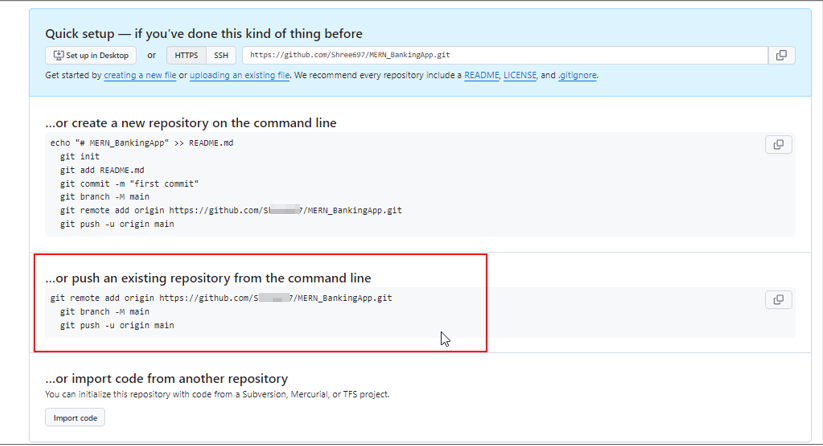 Quick setup — if you've done this kind of thing before
Set up in Desktop or HTTPS SSH https://github.com/Shree697/MERN_BankingApp.git
Get started by creating a new file or uploading an existing file. We recommend every repository include a README, LICENSE, and .gitignore.
...or create a new repository on the command line
echo "# MERN_BankingApp" >> README.md
git init
git add README.md
git commit -m "first commit"
git branch -M main
git remote add origin https://github.com/S 7/MERN_BankingApp.git
git push -u origin main
...or push an existing repository from the command line
git remote add origin https://github.com/S 7/MERN_BankingApp.git
git branch -M main
git push -u origin main
...or import code from another repository
You can initialize this repository with code from a Subversion, Mercurial, or TFS project.
Import code